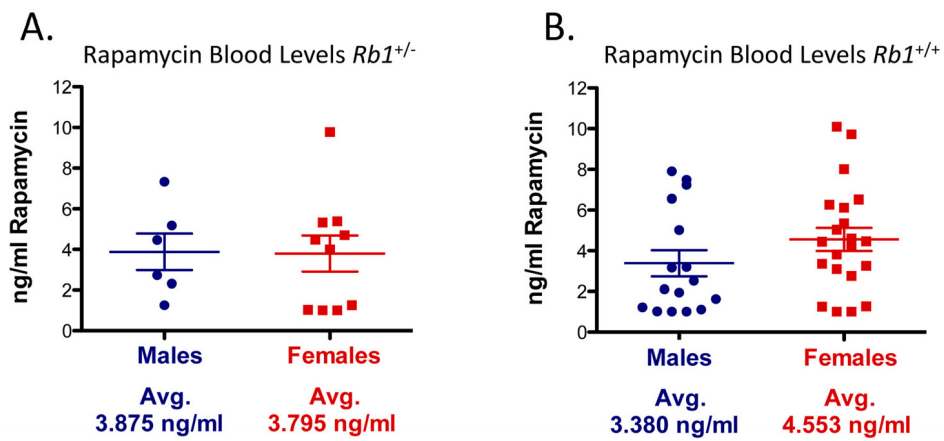 A.
Rapamycin Blood Levels Rb1+/-
ng/ml Rapamycin
12
10
8
6
4
2
0
Males
Females
Avg.
3.875 ng/ml
Avg.
3.795 ng/ml
B.
Rapamycin Blood Levels Rb1+/+
ng/ml Rapamycin
12
10
8
6
4
2
0
Males
Females
Avg.
3.380 ng/ml
Avg.
4.553 ng/ml